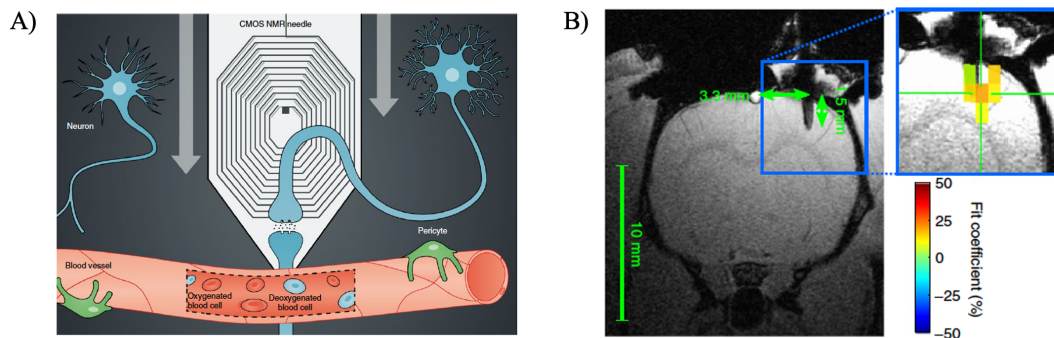 A)
CMOS NMR needle
Neuron
Pericyte
Blood vessel
Oxygenated
blood cell
Deoxygenated
blood cell
B)
3.3 mm
1.5 mm
10 mm
50
25
0
−25
−50
Fit coefficient (%)